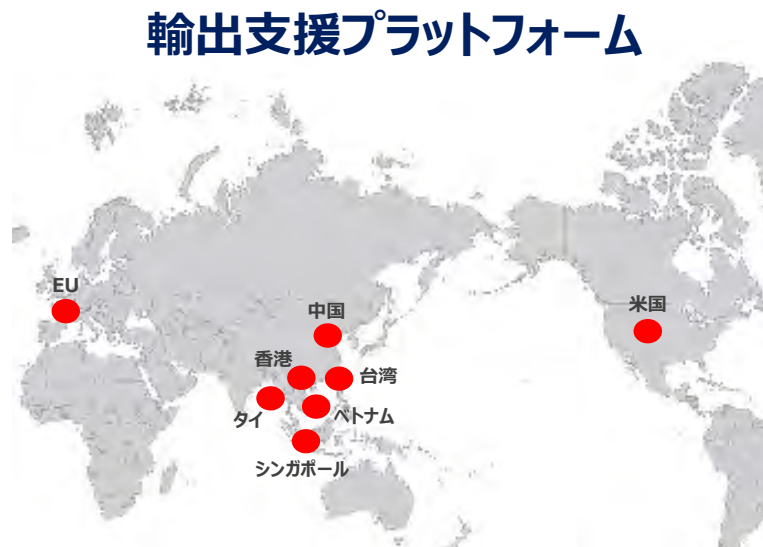 輸出支援プラットフォーム
EU
中国
米国
香港
台湾
タイ
ベトナム
シンガポール